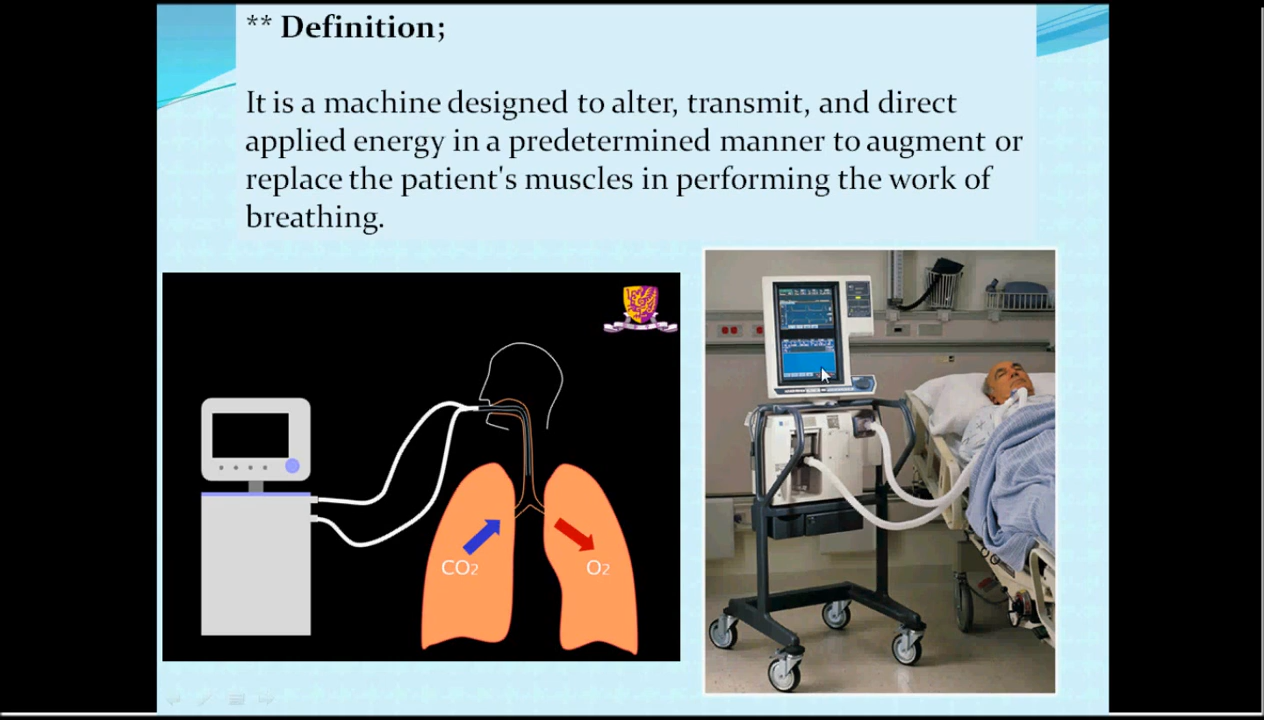 ** Definition;
It is a machine designed to alter, transmit, and direct
applied energy in a predetermined manner to augment or
replace the patient's muscles in performing the work of
breathing.
CO2
O2